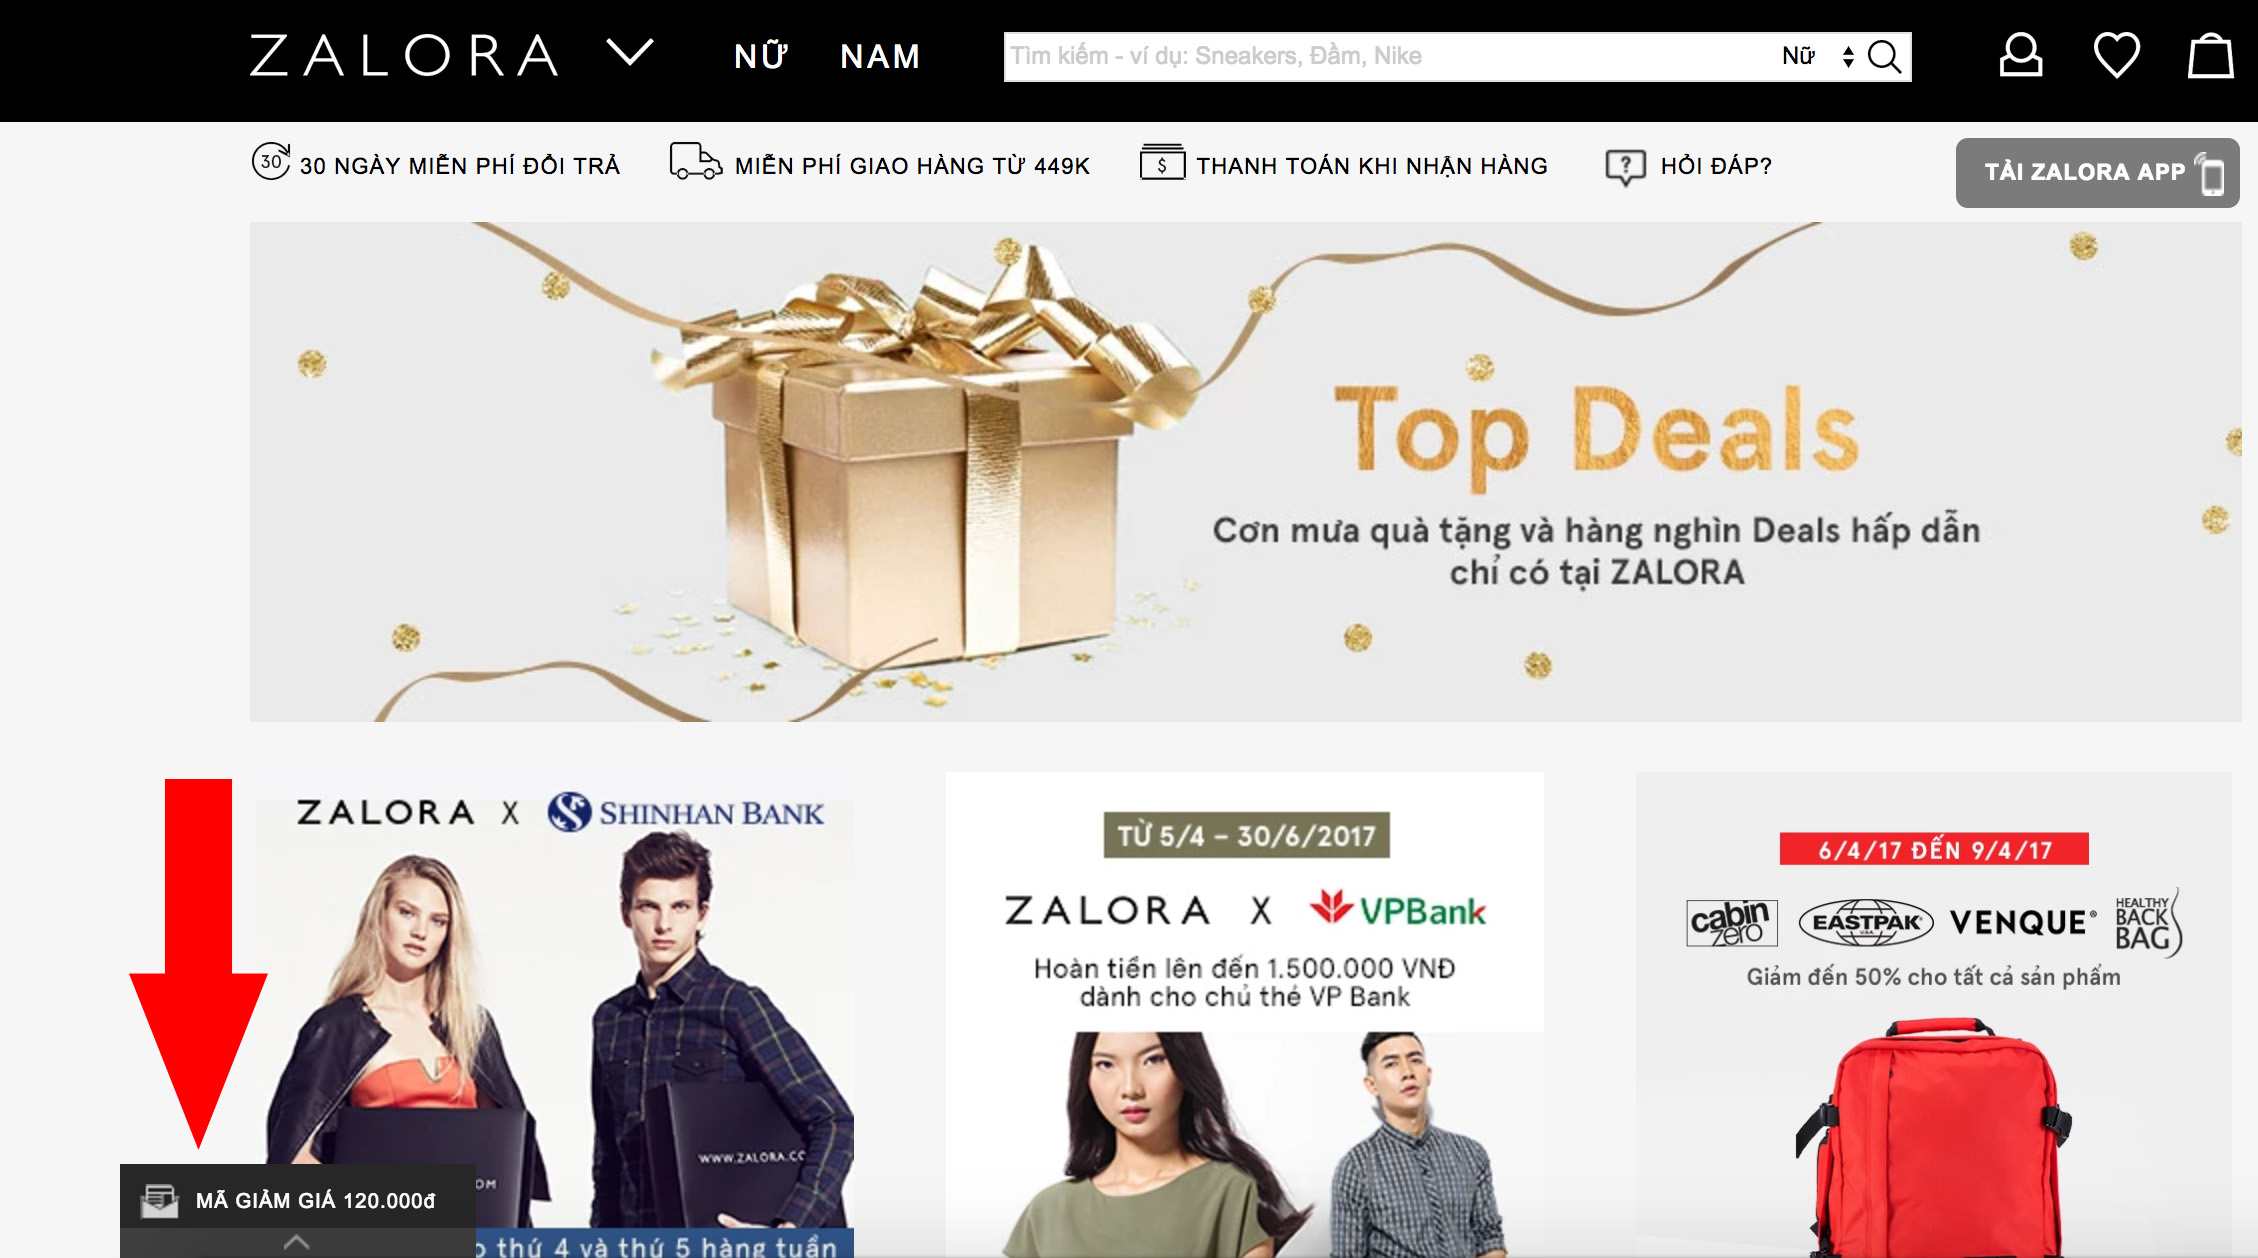 ZALORA
NỮ
NAM
Tìm kiếm - ví dụ: Sneakers, Đầm, Nike
Nữ
30
30 NGÀY MIỄN PHÍ ĐỔI TRẢ
MIỄN PHÍ GIAO HÀNG TỪ 449K
$
THANH TOÁN KHI NHẬN HÀNG
?
HỎI ĐÁP?
TẢI ZALORA APP
Top Deals
Cơn mưa quà tặng và hàng nghìn Deals hấp dẫn
chỉ có tại ZALORA
ZALORA X SHINHAN BANK
WWW.ZALORA.CO
OM
MÃ GIẢM GIÁ 120.000đ
o thứ 4 và thứ 5 hàng tuần
TỪ 5/4 – 30/6/2017
ZALORA X VPBank
Hoàn tiền lên đến 1.500.000 VNĐ
dành cho chủ thẻ VP Bank
6/4/17 ĐẾN 9/4/17
cabin zero
EASTPAK
VENQUE®
HEALTHY
BACK
BAG
Giảm đến 50% cho tất cả sản phẩm